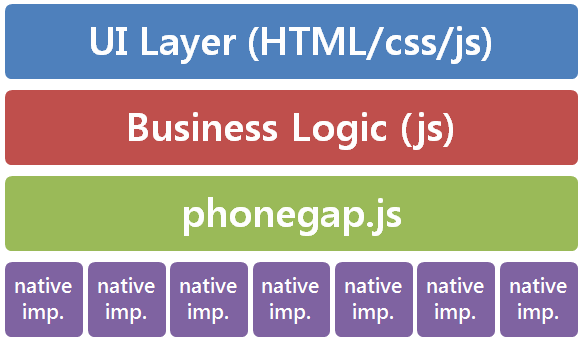 UI Layer (HTML/css/js)
Business Logic (js)
phonegap.js
native
imp.
native
imp.
native
imp.
native
imp.
native
imp.
native
imp.
native
imp.